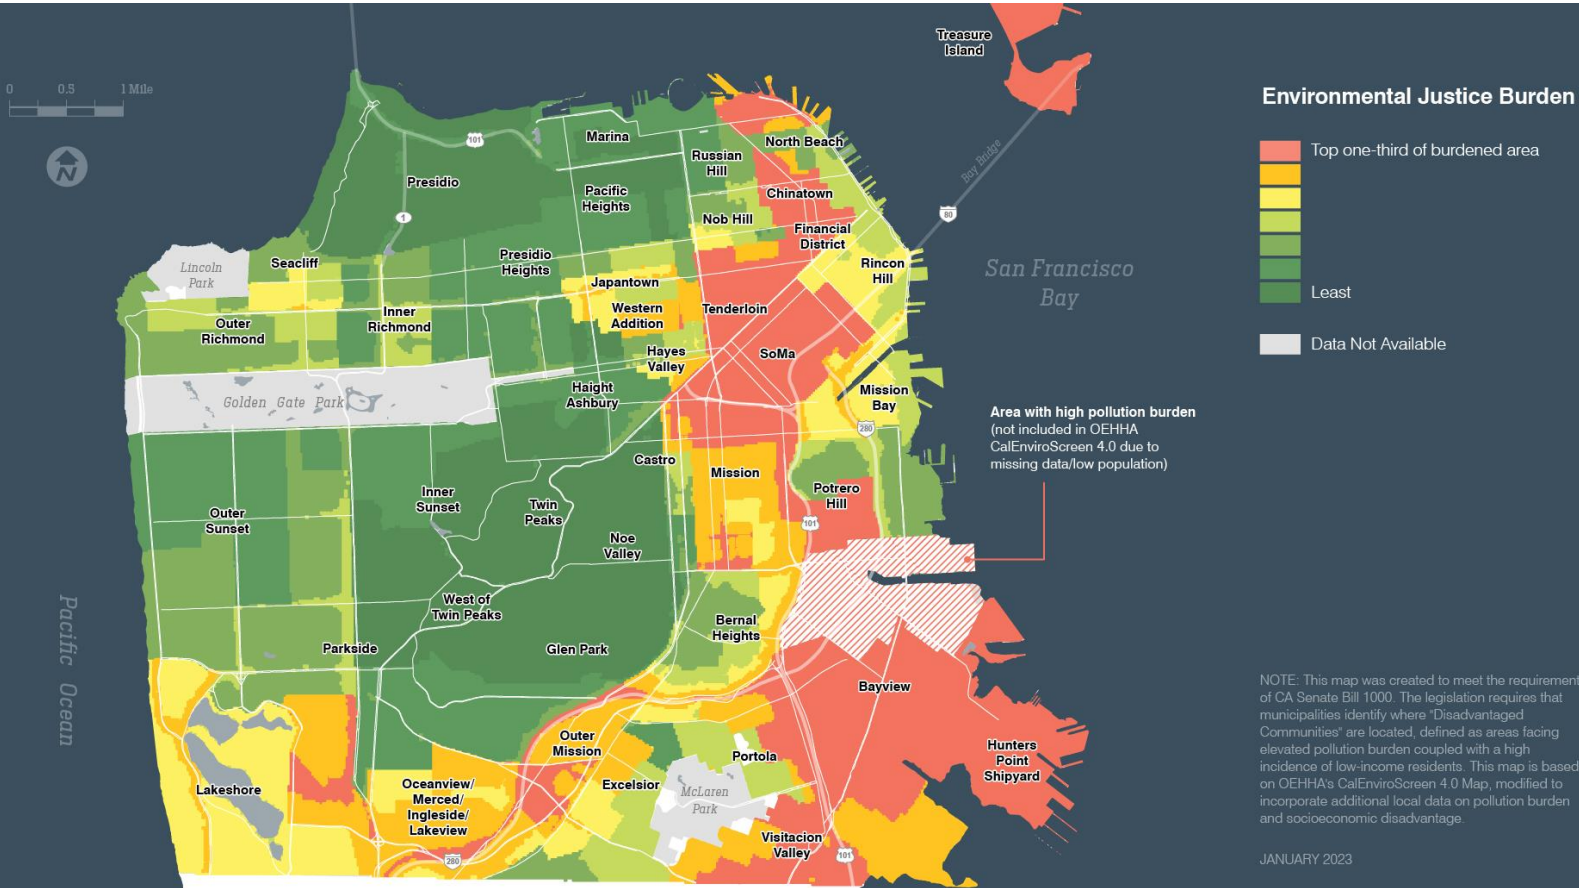 Treasure
Island
0 0.5 1 Mile
N
Environmental Justice Burden
Top one-third of burdened area
Least
Data Not Available
101
Marina
North Beach
Russian
Hill
Bay Bridge
Presidio
Pacific
Heights
Chinatown
1
Nob Hill
80
Financial
District
Lincoln
Park
Seacliff
Presidio
Heights
Rincon
Hill
San Francisco
Bay
Japantown
Outer
Richmond
Inner
Richmond
Western
Addition
Tenderloin
Hayes
Valley
SoMa
Golden Gate Park
Haight
Ashbury
Mission
Bay
280
Area with high pollution burden
(not included in OEHHA
CalEnviroScreen 4.0 due to
missing data/low population)
Castro
Mission
Potrero
Hill
Inner
Sunset
Twin
Peaks
Outer
Sunset
101
Noe
Valley
West of
Twin Peaks
Bernal
Heights
Pacific Ocean
Parkside
Glen Park
Bayview
Outer
Mission
Portola
Hunters
Point
Shipyard
Lakeshore
Oceanview/
Merced/
Ingleside/
Lakeview
Excelsior
McLaren
Park
Visitacion
Valley
280
101
NOTE: This map was created to meet the requirement
of CA Senate Bill 1000. The legislation requires that
municipalities identify where "Disadvantaged
Communities" are located, defined as areas facing
elevated pollution burden coupled with a high
incidence of low-income residents. This map is based
on OEHHA's CalEnviroScreen 4.0 Map, modified to
incorporate additional local data on pollution burden
and socioeconomic disadvantage.
JANUARY 2023